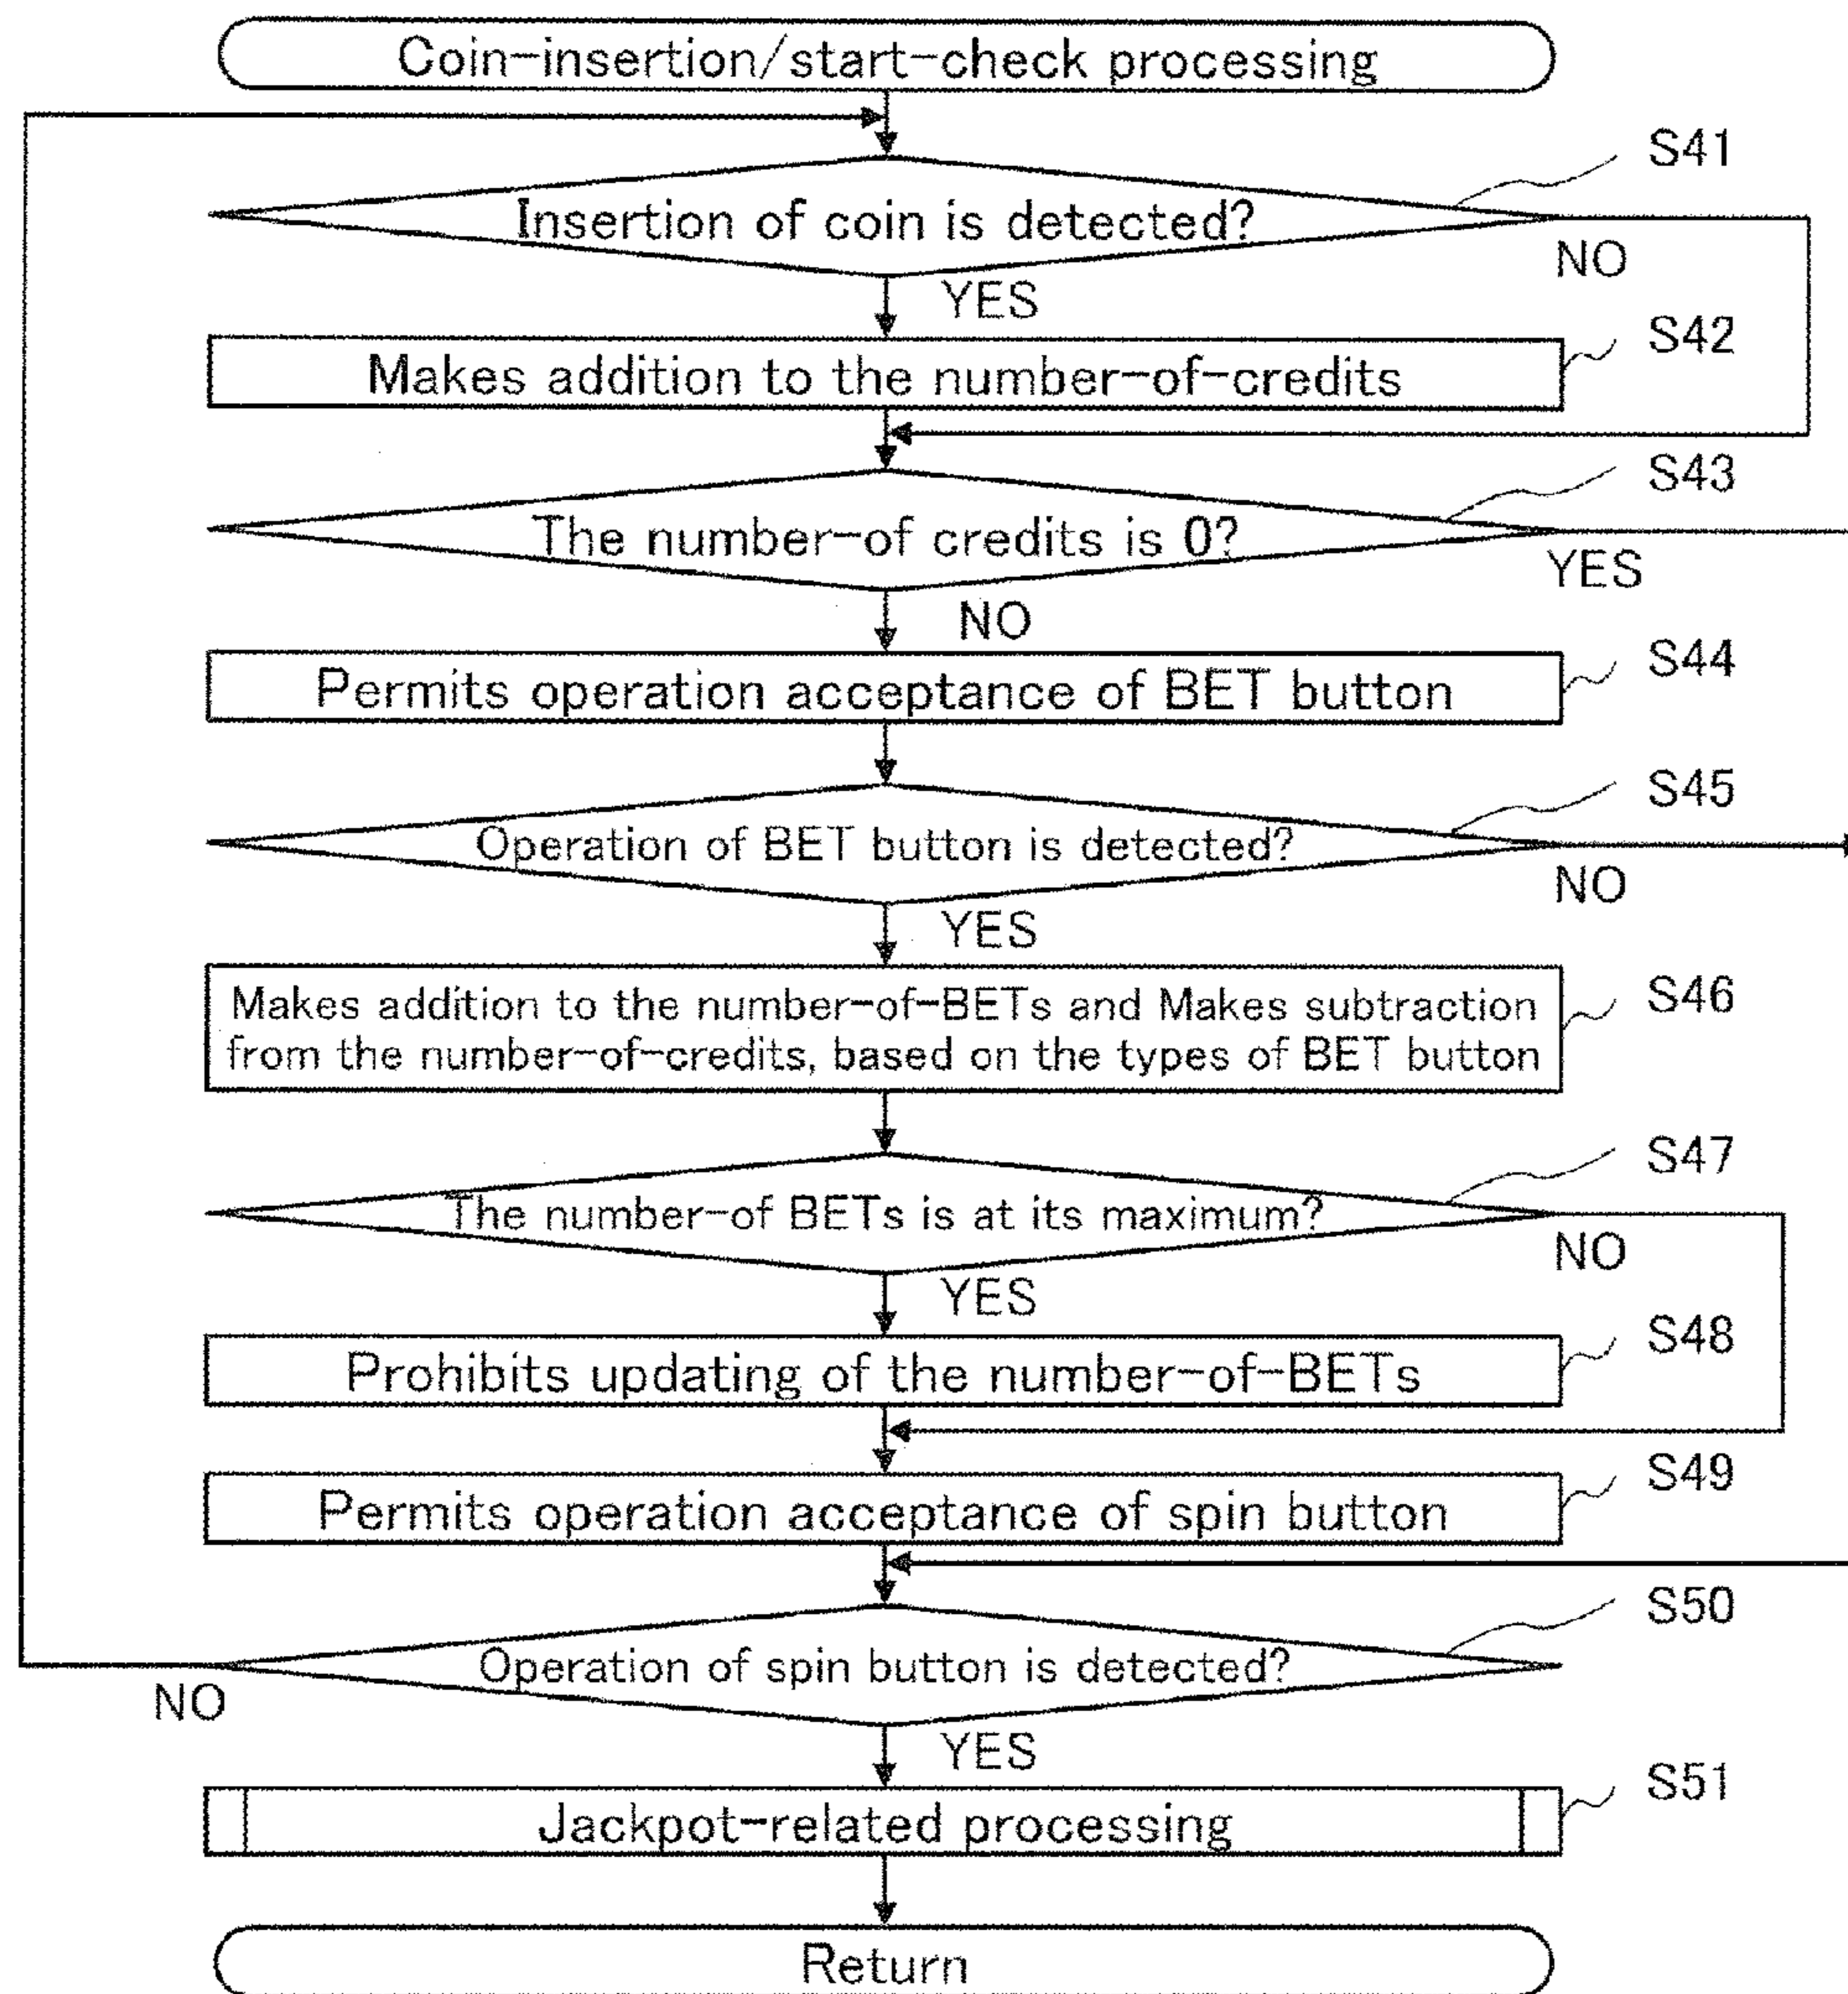 Coin-insertion/start-check processing
S41
Insertion of coin is detected?
NO
YES
S42
Makes addition to the number-of-credits
S43
The number-of credits is 0?
YES
NO
S44
Permits operation acceptance of BET button
S45
Operation of BET button is detected?
NO
YES
S46
Makes addition to the number-of-BETs and Makes subtraction
from the number-of-credits, based on the types of BET button
S47
The number-of BETs is at its maximum?
NO
YES
S48
Prohibits updating of the number-of-BETs
S49
Permits operation acceptance of spin button
S50
Operation of spin button is detected?
NO
YES
S51
Jackpot-related processing
Return